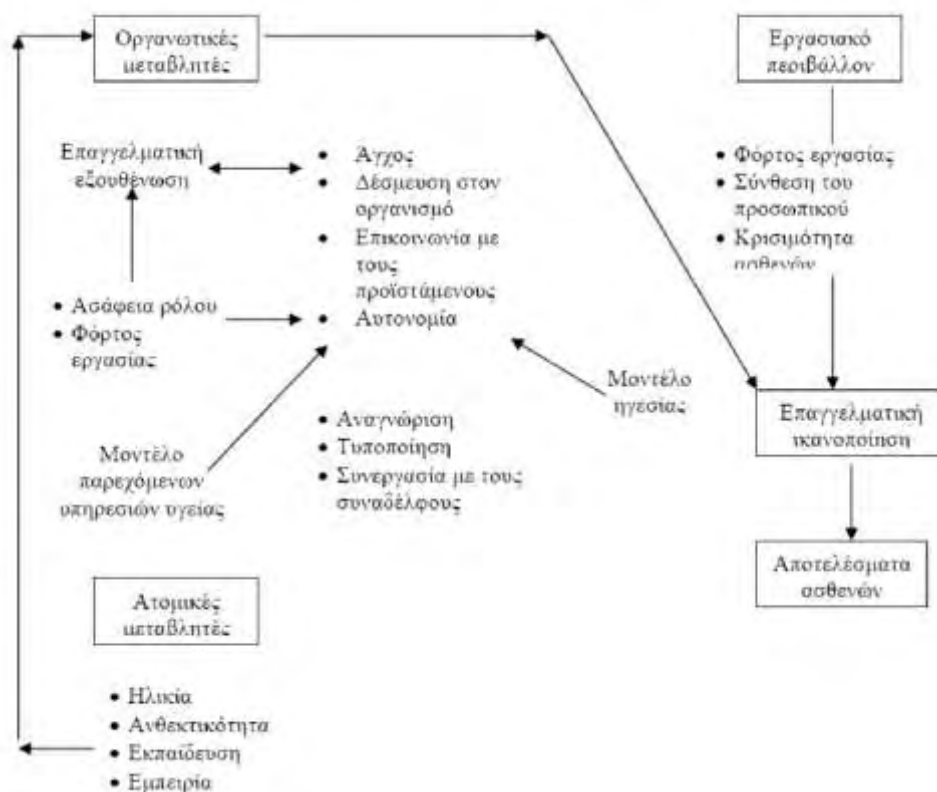 Οργανωτικές
μεταβλητές
Εργασιακό
περιβάλλον
Επαγγελματική
εξουθένωση
• Άγχος
• Δέσμευση στον
οργανισμό
• Επικοινωνία με
τους
προϊστάμενους
• Αυτονομία
• Φόρτος εργασίας
• Σύνθεση του
προσωπικού
• Κρισιμότητα
ασθενών
• Ασάφεια ρόλου
• Φόρτος
εργασίας
Μοντέλο
ηγεσίας
Επαγγελματική
ικανοποίηση
• Αναγνώριση
• Τυποποίηση
• Συνεργασία με τους
συναδέλφους
Μοντέλο
παρεχόμενων
υπηρεσιών υγείας
Αποτελέσματα
ασθενών
Ατομικές
μεταβλητές
• Ηλικία
• Ανθεκτικότητα
• Εκπαίδευση
• Εμπειρία